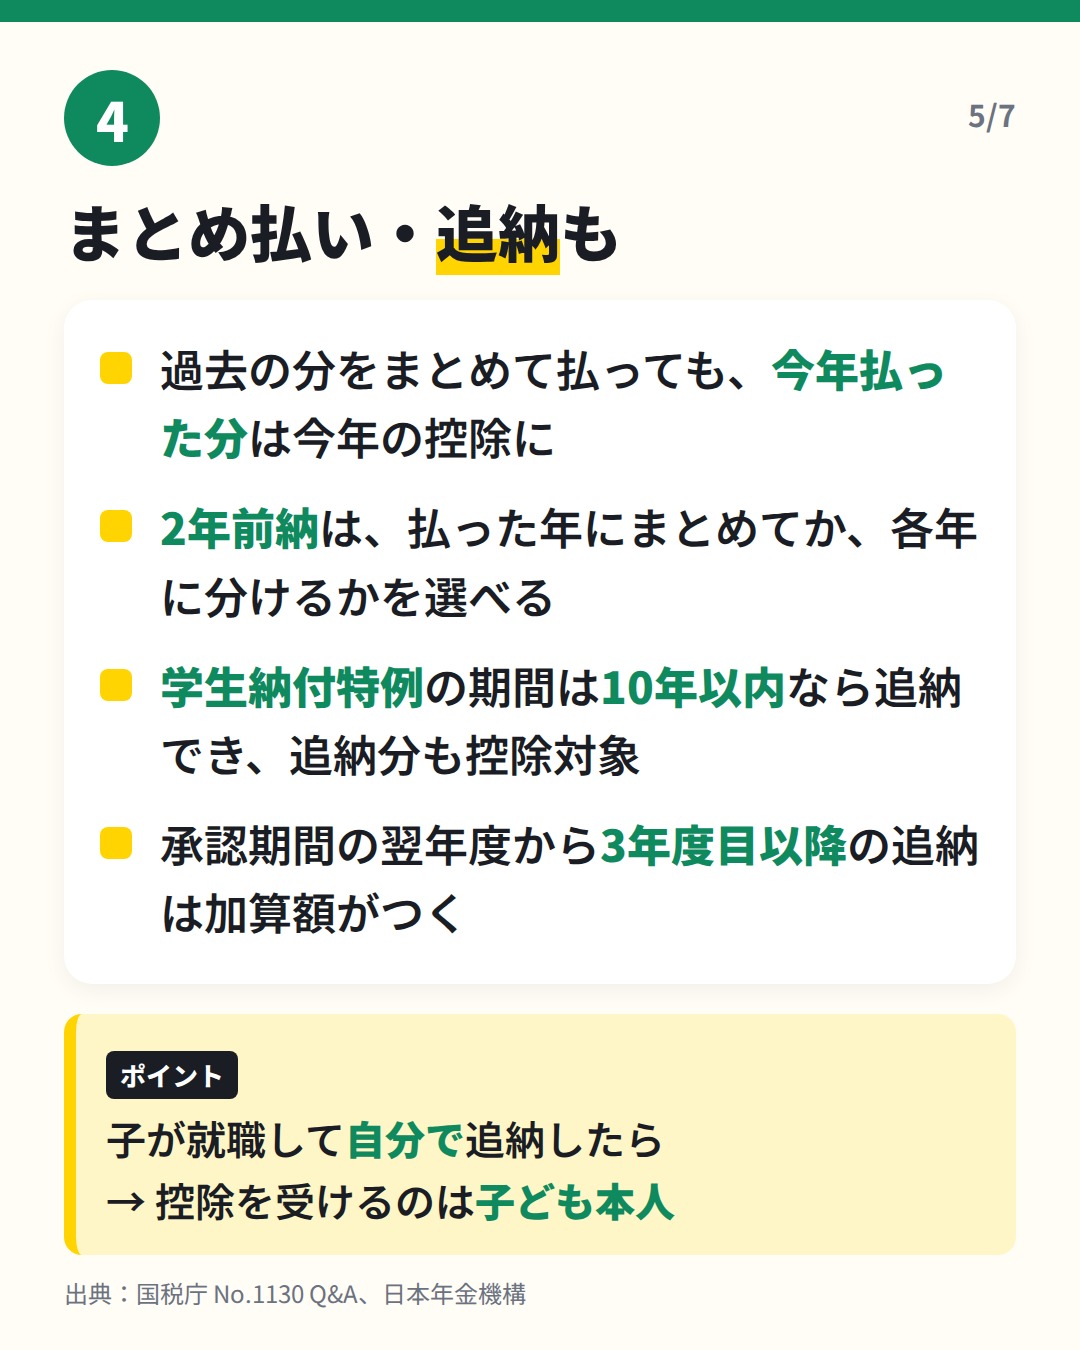 4
5/7
まとめ払い・追納も
過去の分をまとめて払っても、今年払っ
た分は今年の控除に
2年前納は、払った年にまとめてか、各年
に分けるかを選べる
学生納付特例の期間は10年以内なら追納
でき、追納分も控除対象
承認期間の翌年度から3年度目以降の追納
は加算額がつく
ポイント
子が就職して自分で追納したら
→ 控除を受けるのは子ども本人
出典：国税庁 No.1130 Q&A、日本年金機構